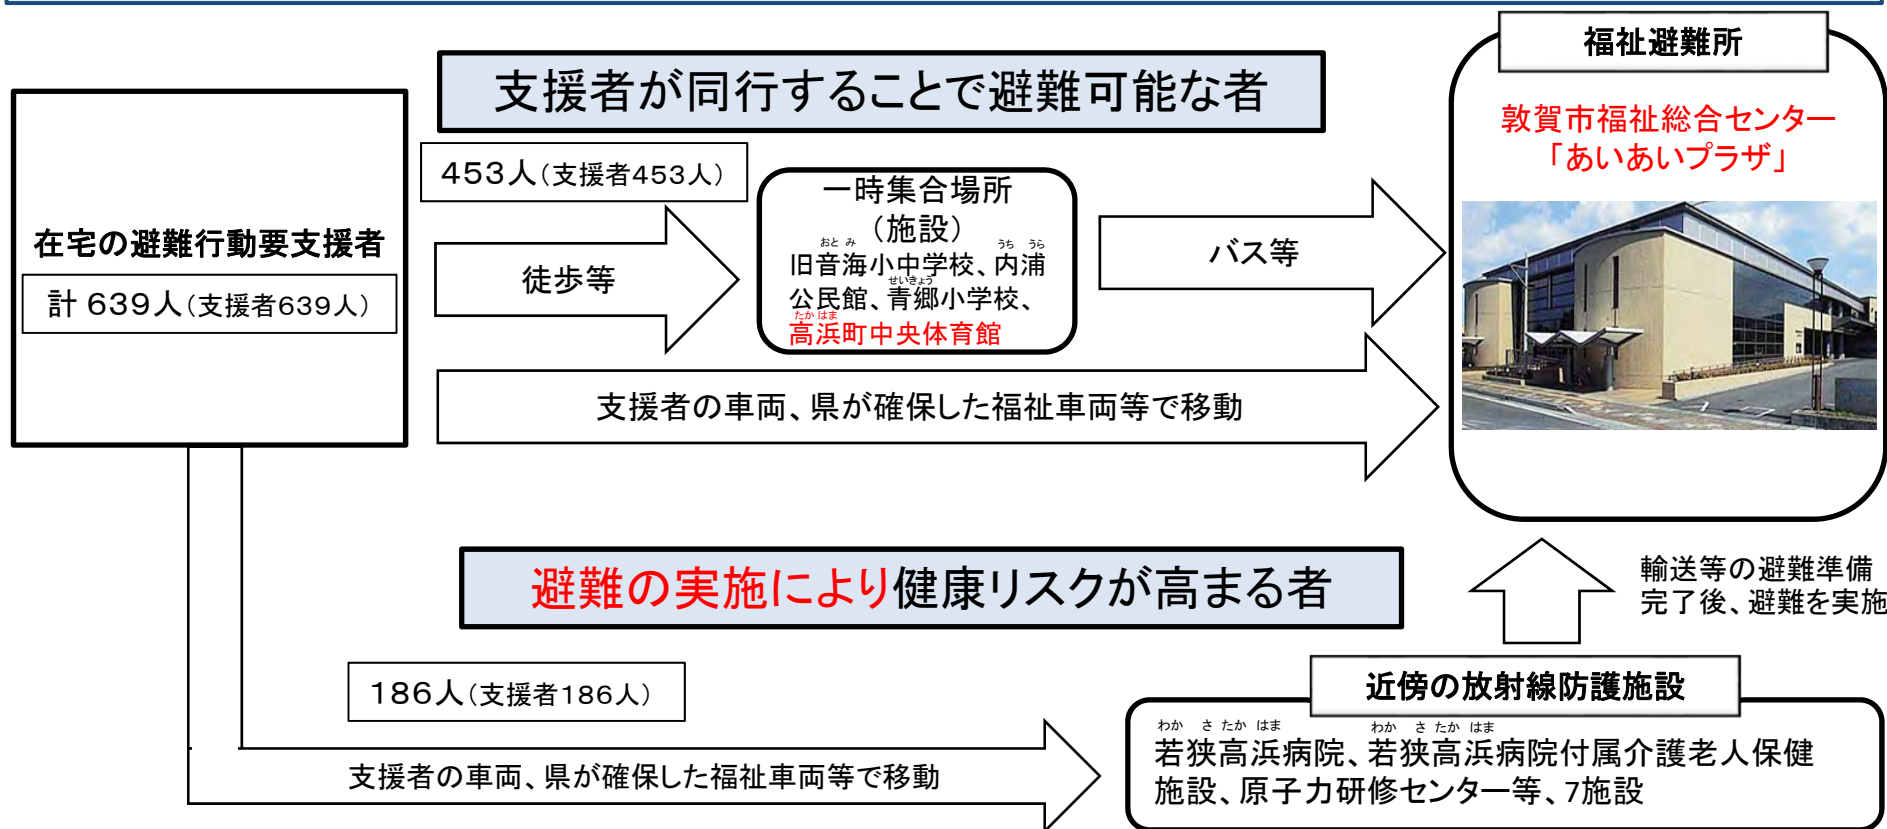 福祉避難所
敦賀市福祉総合センター
「あいあいプラザ」
支援者が同行することで避難可能な者
在宅の避難行動要支援者
計 639人(支援者639人)
453人(支援者453人)
徒歩等
一時集合場所
(施設)
おと み うち うら
旧音海小中学校、内浦
せいきょう
公民館、青郷小学校、
たか はま
高浜町中央体育館
バス等
支援者の車両、県が確保した福祉車両等で移動
避難の実施により健康リスクが高まる者
輸送等の避難準備
完了後、避難を実施
186人(支援者186人)
支援者の車両、県が確保した福祉車両等で移動
近傍の放射線防護施設
わか さ たか はま わか さ たか はま
若狭高浜病院、若狭高浜病院付属介護老人保健
施設、原子力研修センター等、7施設